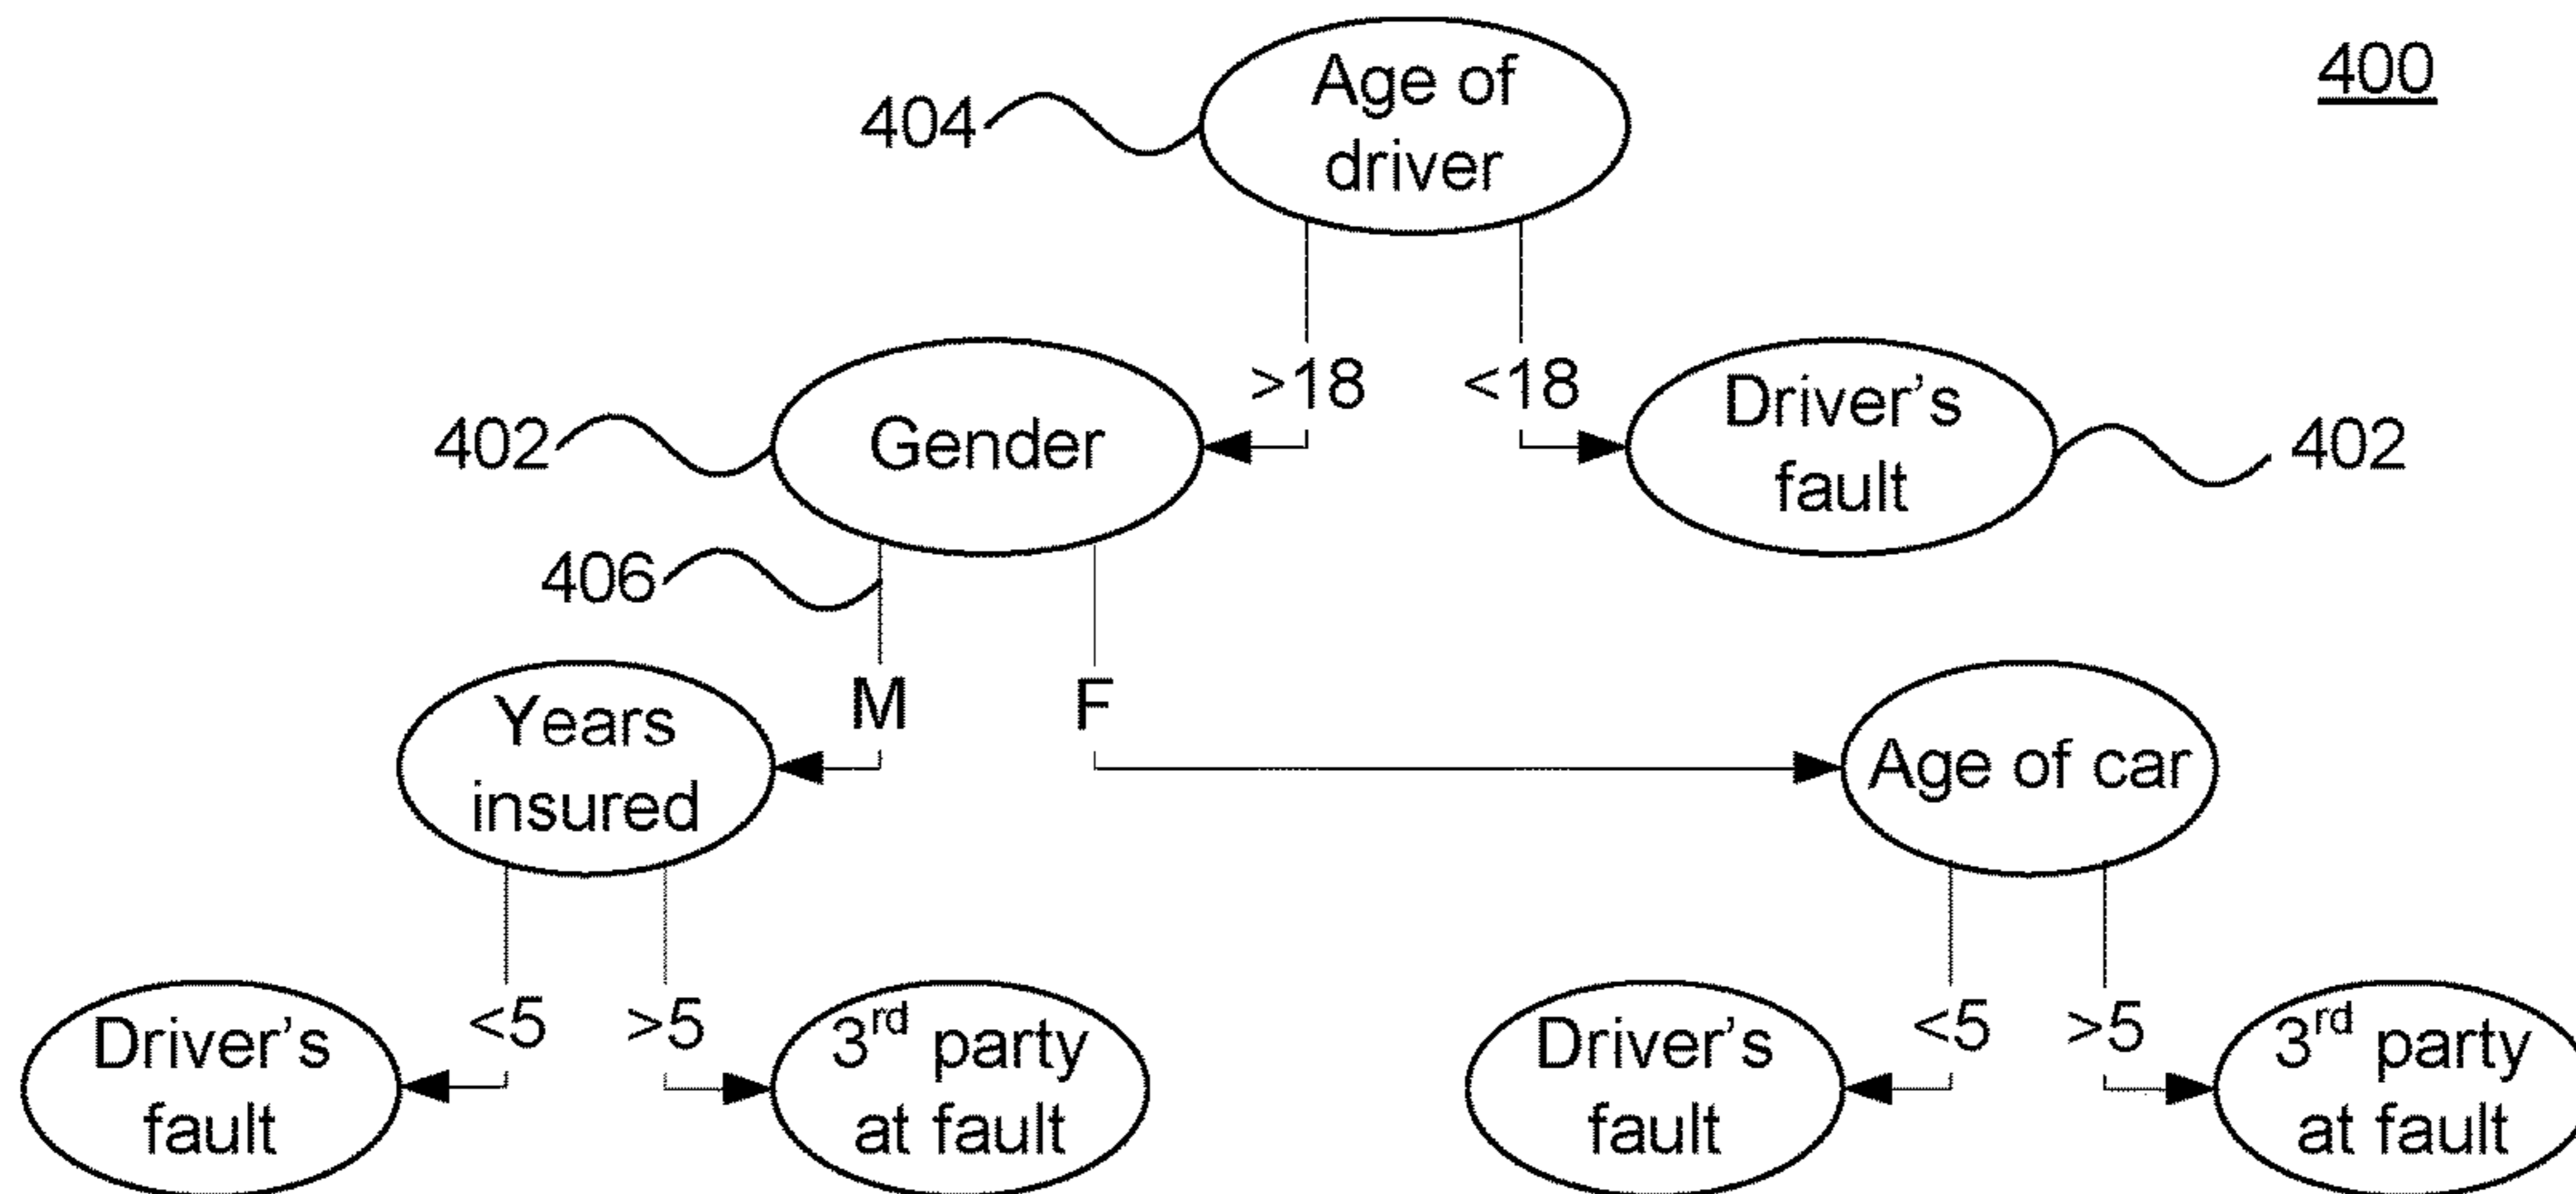 400
404
Age of
driver
>18
<18
402
Gender
Driver's
fault
402
406
M
F
Years
insured
Age of car
<5
>5
Driver's
fault
3rd party
at fault
<5
>5
Driver's
fault
3rd party
at fault